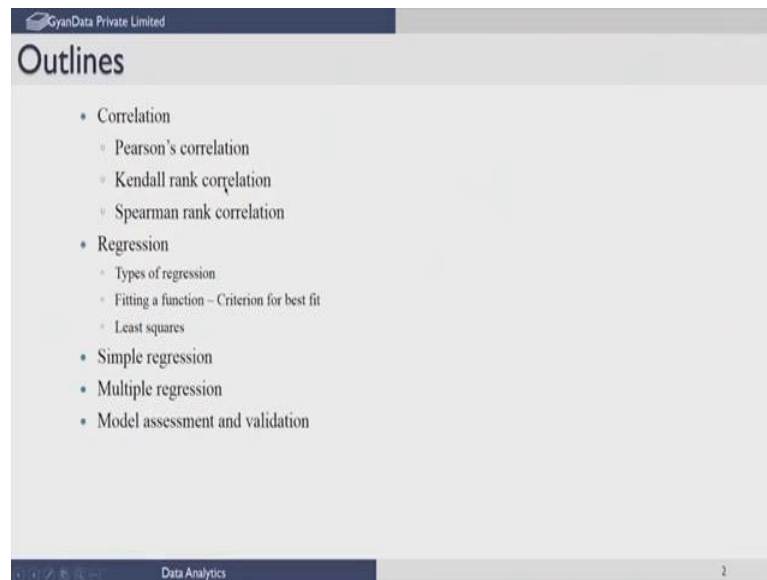 GyanData Private Limited
Outlines
• Correlation
▫ Pearson's correlation
▫ Kendall rank correlation
▫ Spearman rank correlation
• Regression
▫ Types of regression
▫ Fitting a function – Criterion for best fit
▫ Least squares
• Simple regression
• Multiple regression
• Model assessment and validation
Data Analytics
2